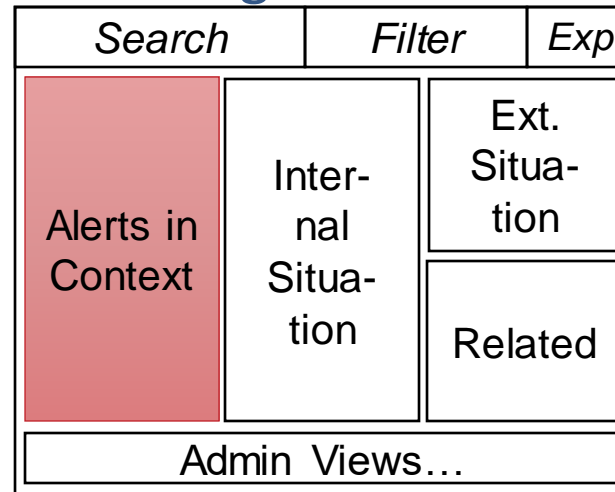 Search
Filter
Exp
Alerts in
Context
Inter-
nal
Situa-
tion
Ext.
Situa-
tion
Related
Admin Views…